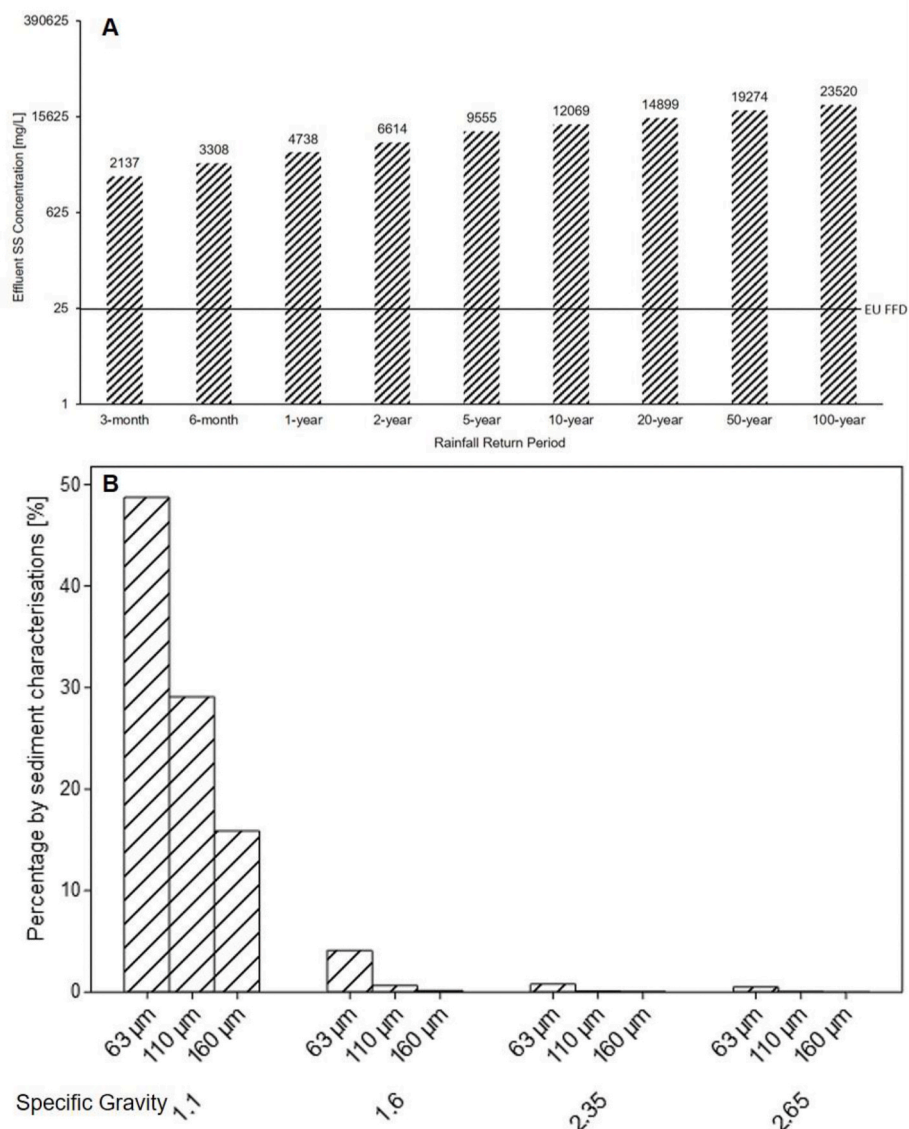 A
390625
15625
625
25
1
Effluent SS Concentration [mg/L]
2137
3308
4738
6614
9555
12069
14899
19274
23520
EU FFD
3-month 6-month 1-year 2-year 5-year 10-year 20-year 50-year 100-year
Rainfall Return Period
B
50
40
30
20
10
0
Percentage by sediment characterisations [%]
63 µm 110 µm 160 µm 63 µm 110 µm 160 µm 63 µm 110 µm 160 µm 63 µm 110 µm 160 µm
Specific Gravity 1.1 1.6 2.35 2.65